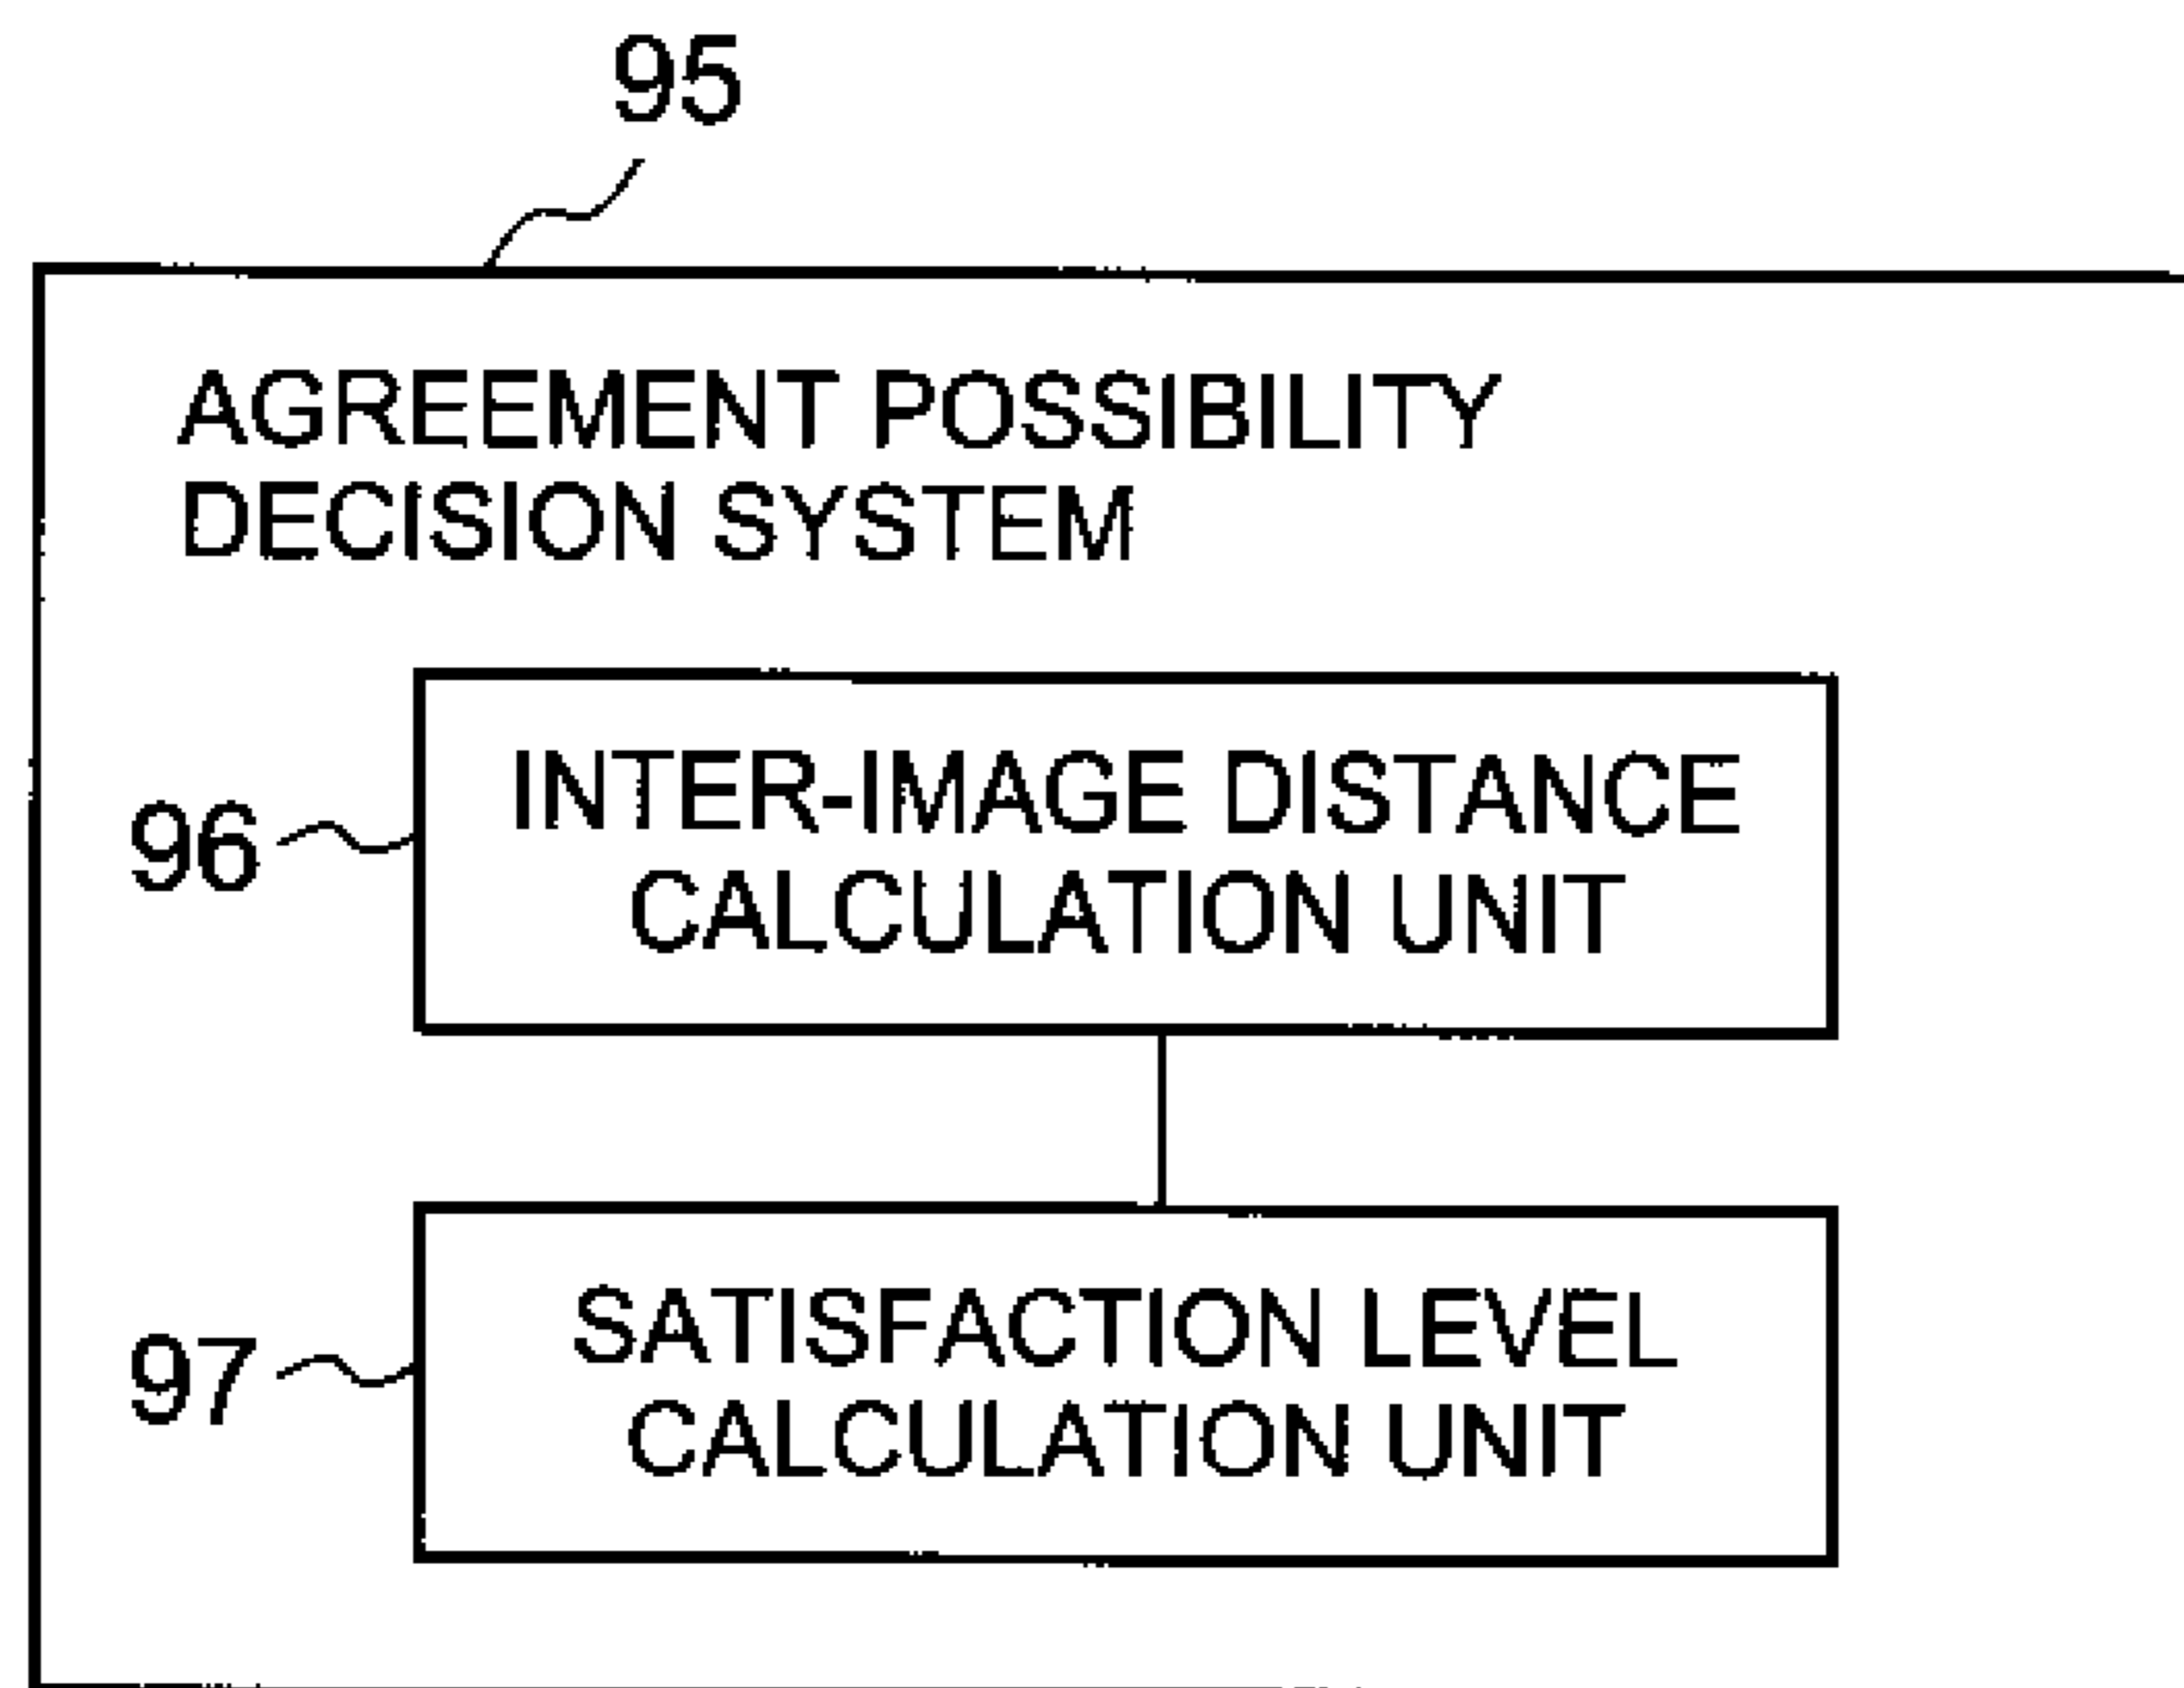 95
AGREEMENT POSSIBILITY
DECISION SYSTEM
96
INTER-IMAGE DISTANCE
CALCULATION UNIT
97
SATISFACTION LEVEL
CALCULATION UNIT